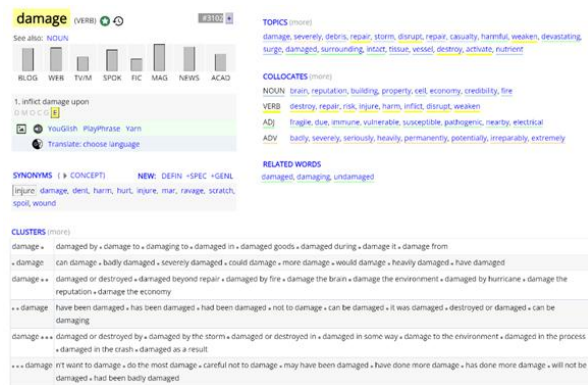 damage (VERB) #3102
See also: NOUN
BLOG WEB TV/M SPOK FIC MAG NEWS ACAD
1. inflict damage upon
D M O C G F
YouGlish PlayPhrase Yarn
Translate: choose language
SYNONYMS ( CONCEPT) NEW: DEFIN +SPEC +GENL
injure damage, dent, harm, hurt, injure, mar, ravage, scratch,
spoil, wound
TOPICS (more)
damage, severely, debris, repair, storm, disrupt, repair, casualty, harmful, weaken, devastating,
surge, damaged, surrounding, intact, tissue, vessel, destroy, activate, nutrient
COLLOCATES (more)
NOUN brain, reputation, building, property, cell, economy, credibility, fire
VERB destroy, repair, risk, injure, harm, inflict, disrupt, weaken
ADJ fragile, due, immune, vulnerable, susceptible, pathogenic, nearby, electrical
ADV badly, severely, seriously, heavily, permanently, potentially, irreparably, extremely
RELATED WORDS
damaged, damaging, undamaged
CLUSTERS (more)
damage • damaged by • damage to • damaging to • damaged in • damaged goods • damaged during • damage it • damage from
• damage can damage • badly damaged • severely damaged • could damage • more damage • would damage • heavily damaged • have damaged
damage • • damaged or destroyed • damaged beyond repair • damaged by fire • damage the brain • damage the environment • damaged by hurricane • damage the
reputation • damage the economy
• • damage have been damaged • has been damaged • had been damaged • not to damage • can be damaged • it was damaged • destroyed or damaged • can be
damaging
damage • • • damaged or destroyed by • damaged by the storm • damaged or destroyed in • damaged in some way • damage to the environment • damaged in the process
• damaged in the crash • damaged as a result
• • • damage n't want to damage • do the most damage • careful not to damage • may have been damaged • have done more damage • has done more damage • will not be
damaged • had been badly damaged